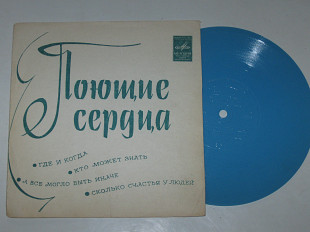 Поющие
сердца
• ГДЕ И КОГДА
• КТО МОЖЕТ ЗНАТЬ
• А ВСЕ МОГЛО БЫТЬ ИНАЧЕ
• СКОЛЬКО СЧАСТЬЯ У ЛЮДЕЙ